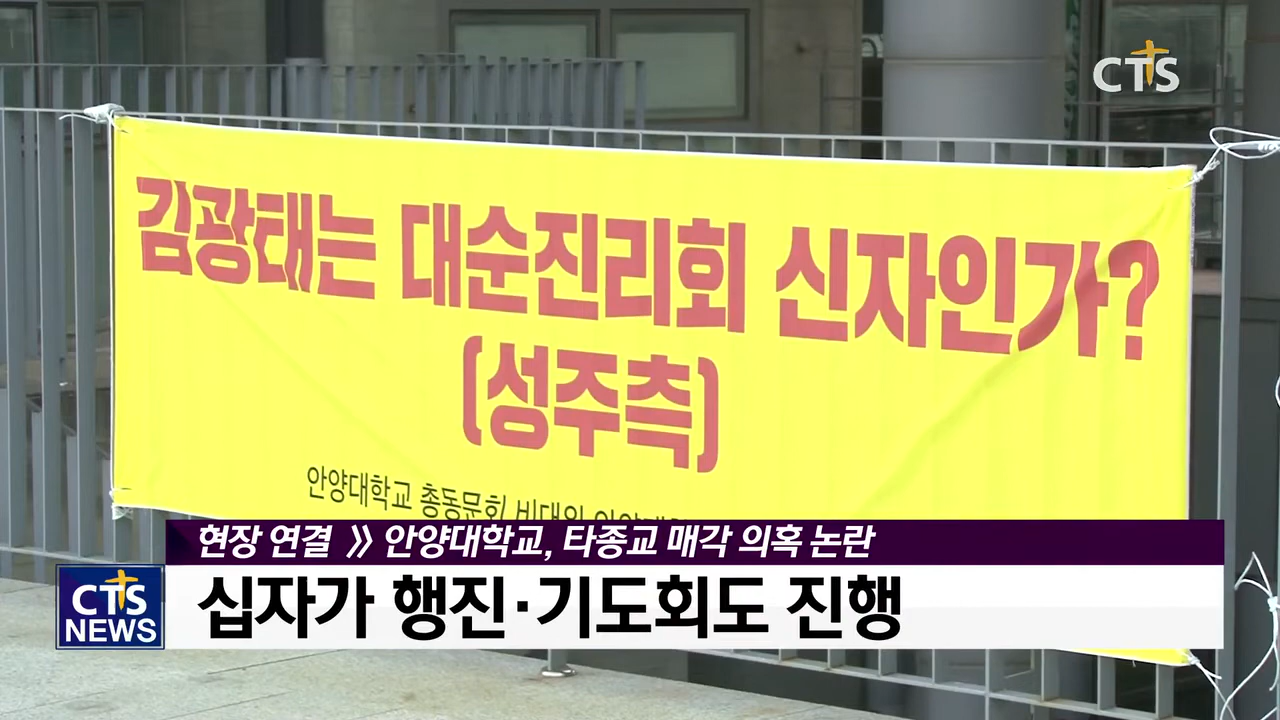 CTS
김광태는 대순진리회 신자인가?
(성주측)
안양대학교 총동문회 비대위
현장 연결 》 안양대학교, 타종교 매각 의혹 논란
CTS
NEWS
십자가 행진·기도회도 진행